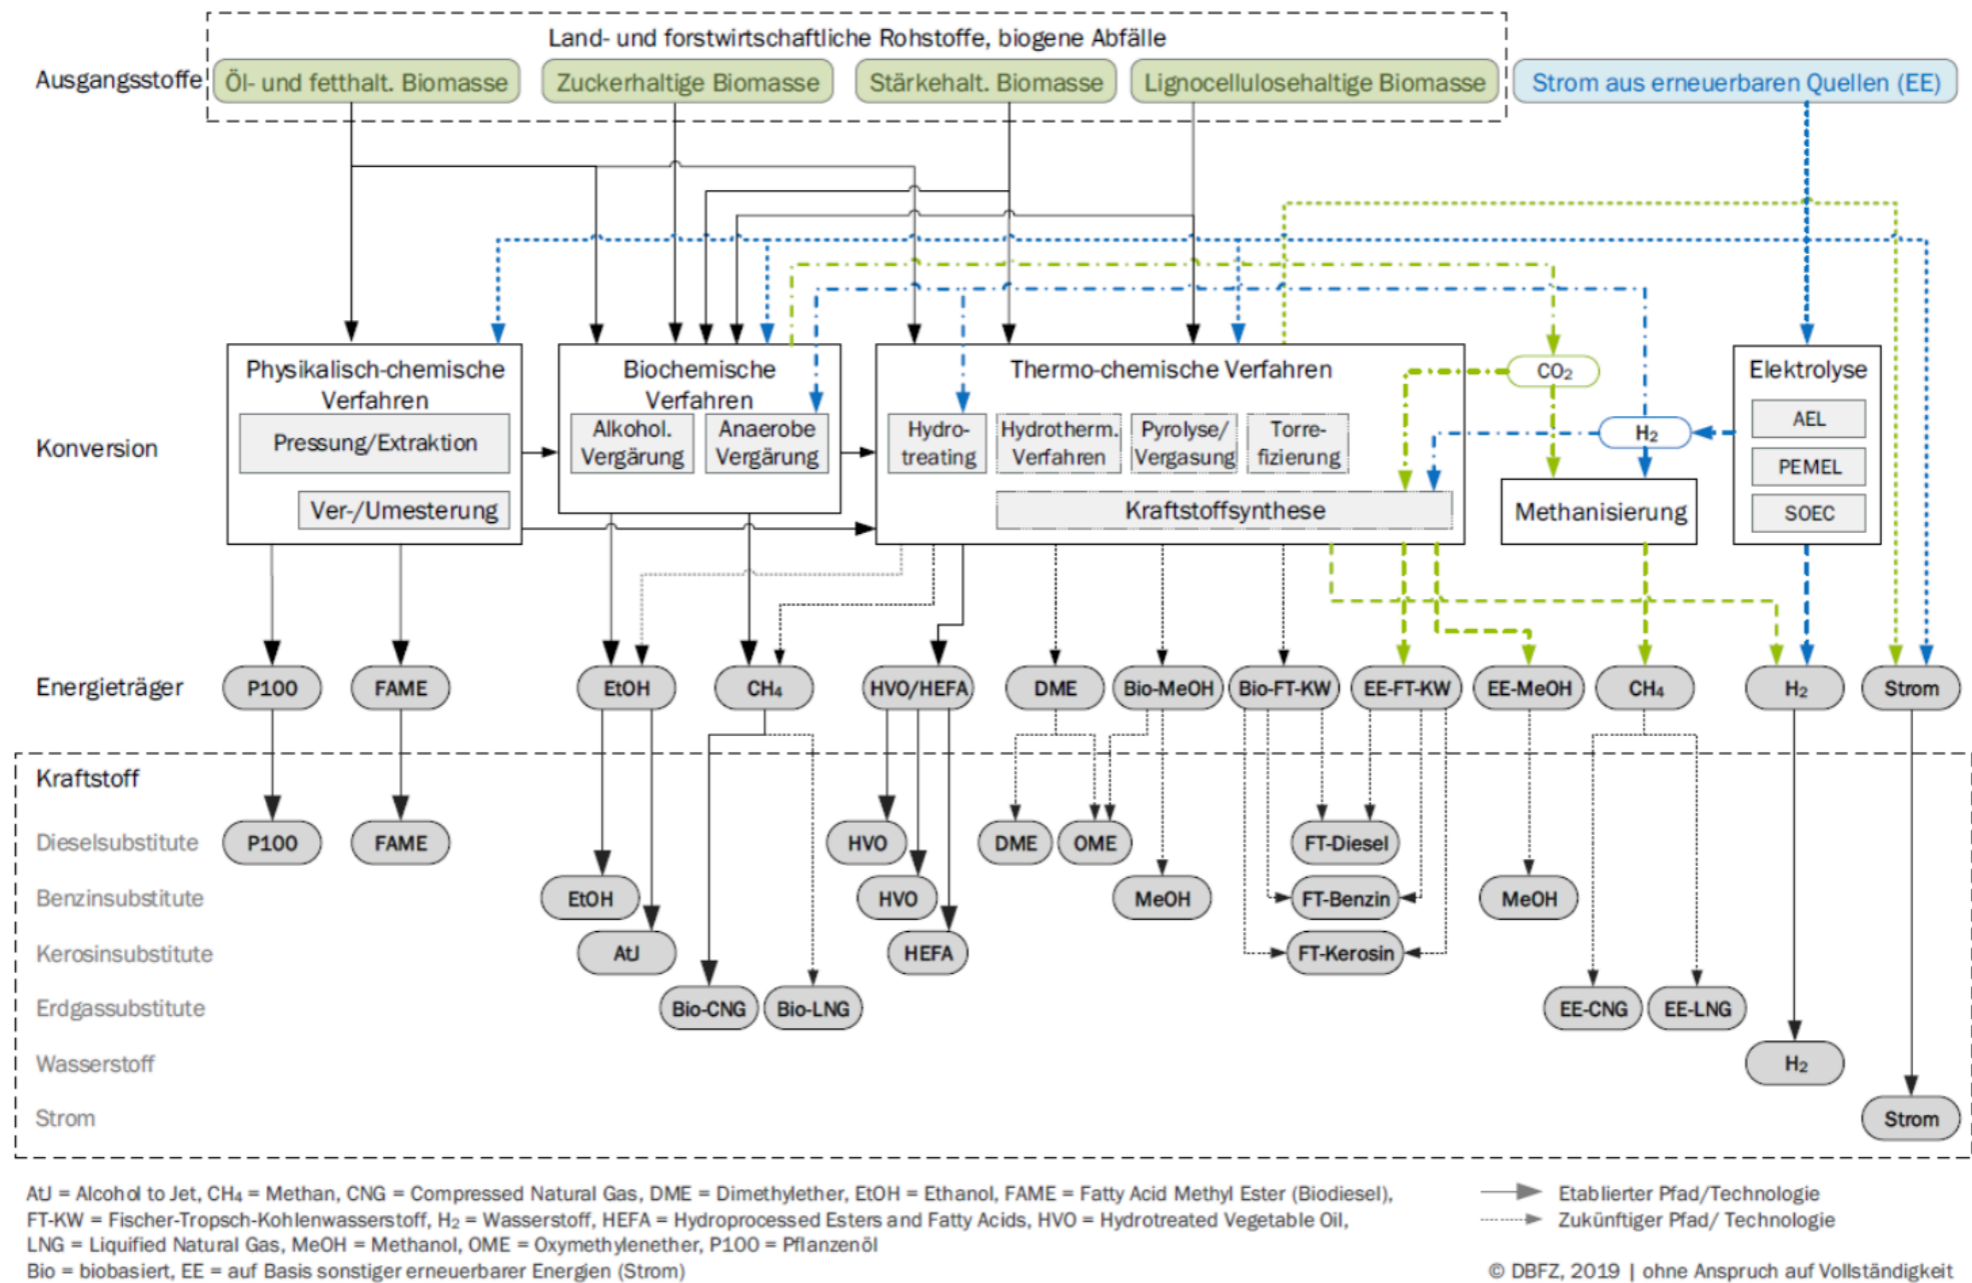 Land- und forstwirtschaftliche Rohstoffe, biogene Abfälle
Ausgangsstoffe
Öl- und fetthalt. Biomasse
Zuckerhaltige Biomasse
Stärkehalt. Biomasse
Lignocellulosehaltige Biomasse
Strom aus erneuerbaren Quellen (EE)
Konversion
Physikalisch-chemische
Verfahren
Pressung/Extraktion
Ver-/Umesterung
Biochemische
Verfahren
Alkohol.
Vergärung
Anaerobe
Vergärung
Thermo-chemische Verfahren
Hydro-
treating
Hydrotherm.
Verfahren
Pyrolyse/
Vergasung
Torre-
fizierung
Kraftstoffsynthese
CO₂
H₂
Methanisierung
Elektrolyse
AEL
PEMEL
SOEC
Energieträger
P100
FAME
EtOH
CH₄
HVO/HEFA
DME
Bio-MeOH
Bio-FT-KW
EE-FT-KW
EE-MeOH
CH₄
H₂
Strom
Kraftstoff
Dieselsubstitute
P100
FAME
HVO
DME
OME
FT-Diesel
Benzinsubstitute
EtOH
HVO
MeOH
FT-Benzin
MeOH
Kerosinsubstitute
AtJ
HEFA
FT-Kerosin
Erdgassubstitute
Bio-CNG
Bio-LNG
EE-CNG
EE-LNG
Wasserstoff
H₂
Strom
Strom
AtJ = Alcohol to Jet, CH₄ = Methan, CNG = Compressed Natural Gas, DME = Dimethylether, EtOH = Ethanol, FAME = Fatty Acid Methyl Ester (Biodiesel),
FT-KW = Fischer-Tropsch-Kohlenwasserstoff, H₂ = Wasserstoff, HEFA = Hydroprocessed Esters and Fatty Acids, HVO = Hydrotreated Vegetable Oil,
LNG = Liquified Natural Gas, MeOH = Methanol, OME = Oxymethylenether, P100 = Pflanzenöl
Bio = biobasiert, EE = auf Basis sonstiger erneuerbarer Energien (Strom)
Etablierter Pfad/Technologie
Zukünftiger Pfad/ Technologie
© DBFZ, 2019 | ohne Anspruch auf Vollständigkeit